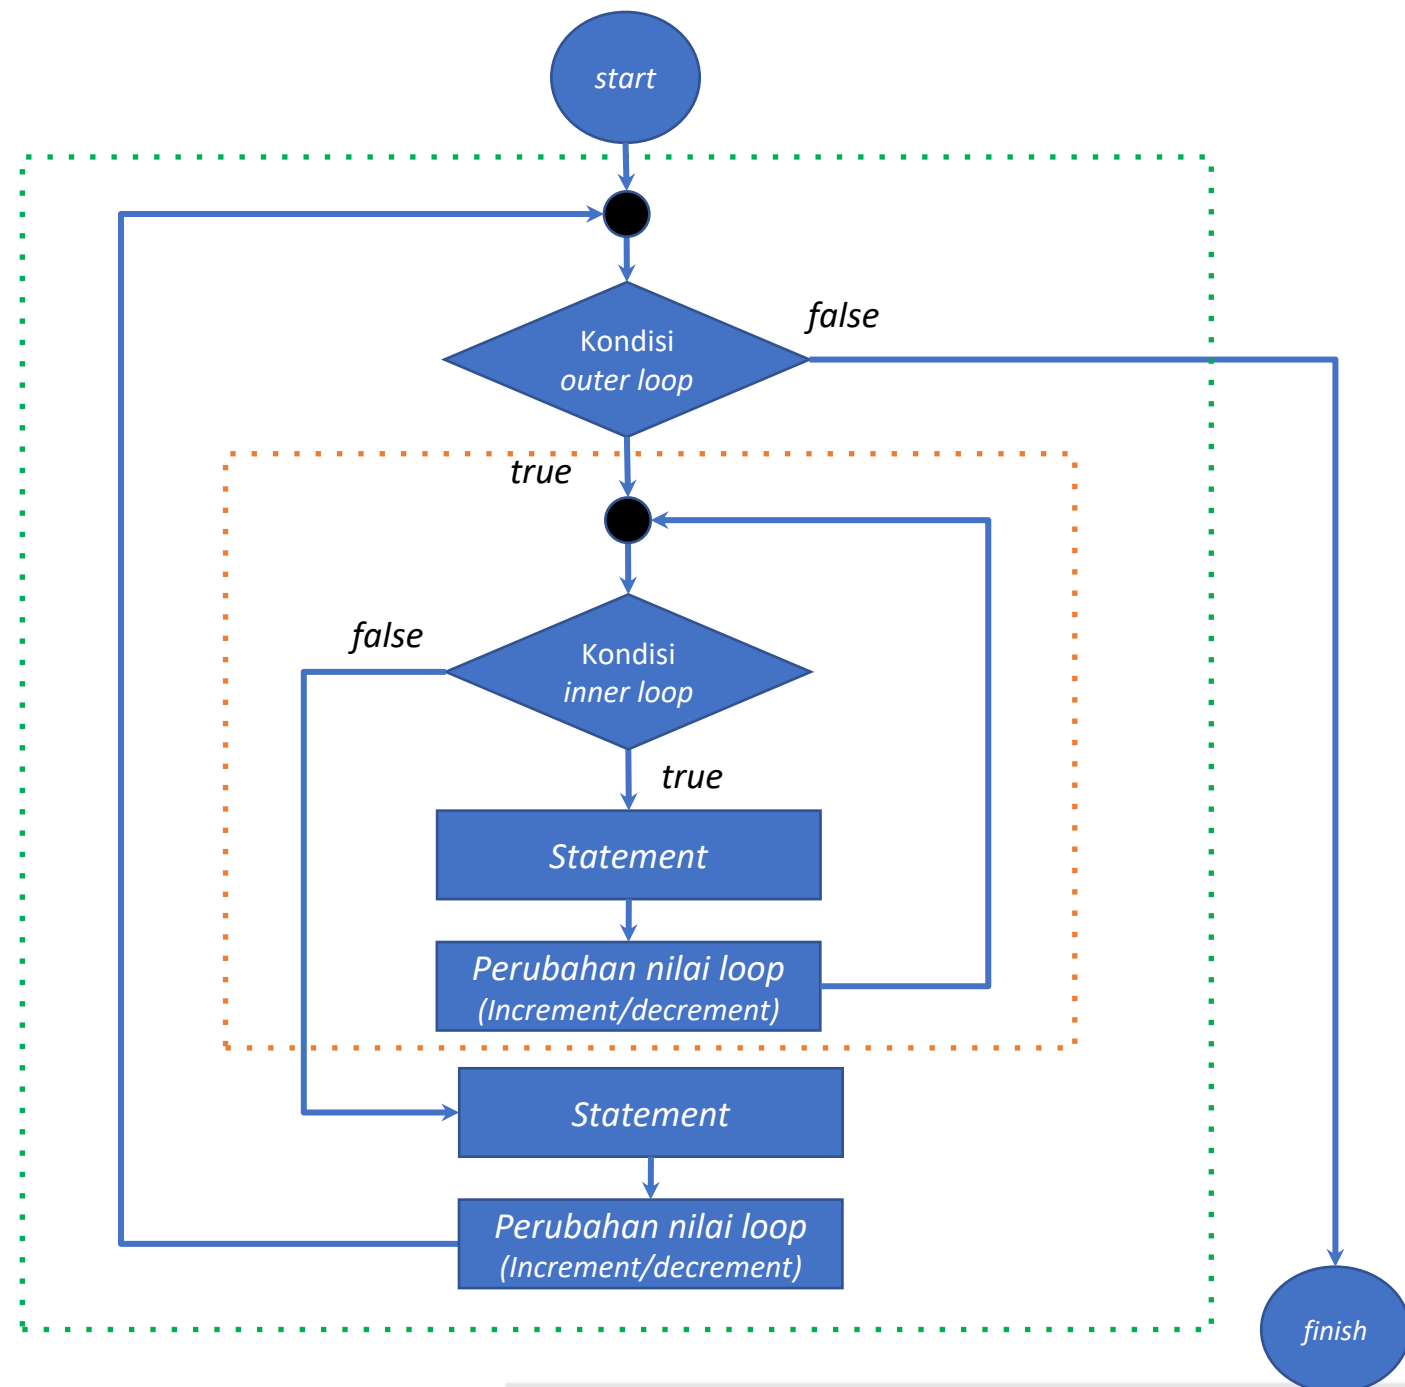 start
false
Kondisi
outer loop
true
false
Kondisi
inner loop
true
Statement
Perubahan nilai loop
(Increment/decrement)
Statement
Perubahan nilai loop
(Increment/decrement)
finish